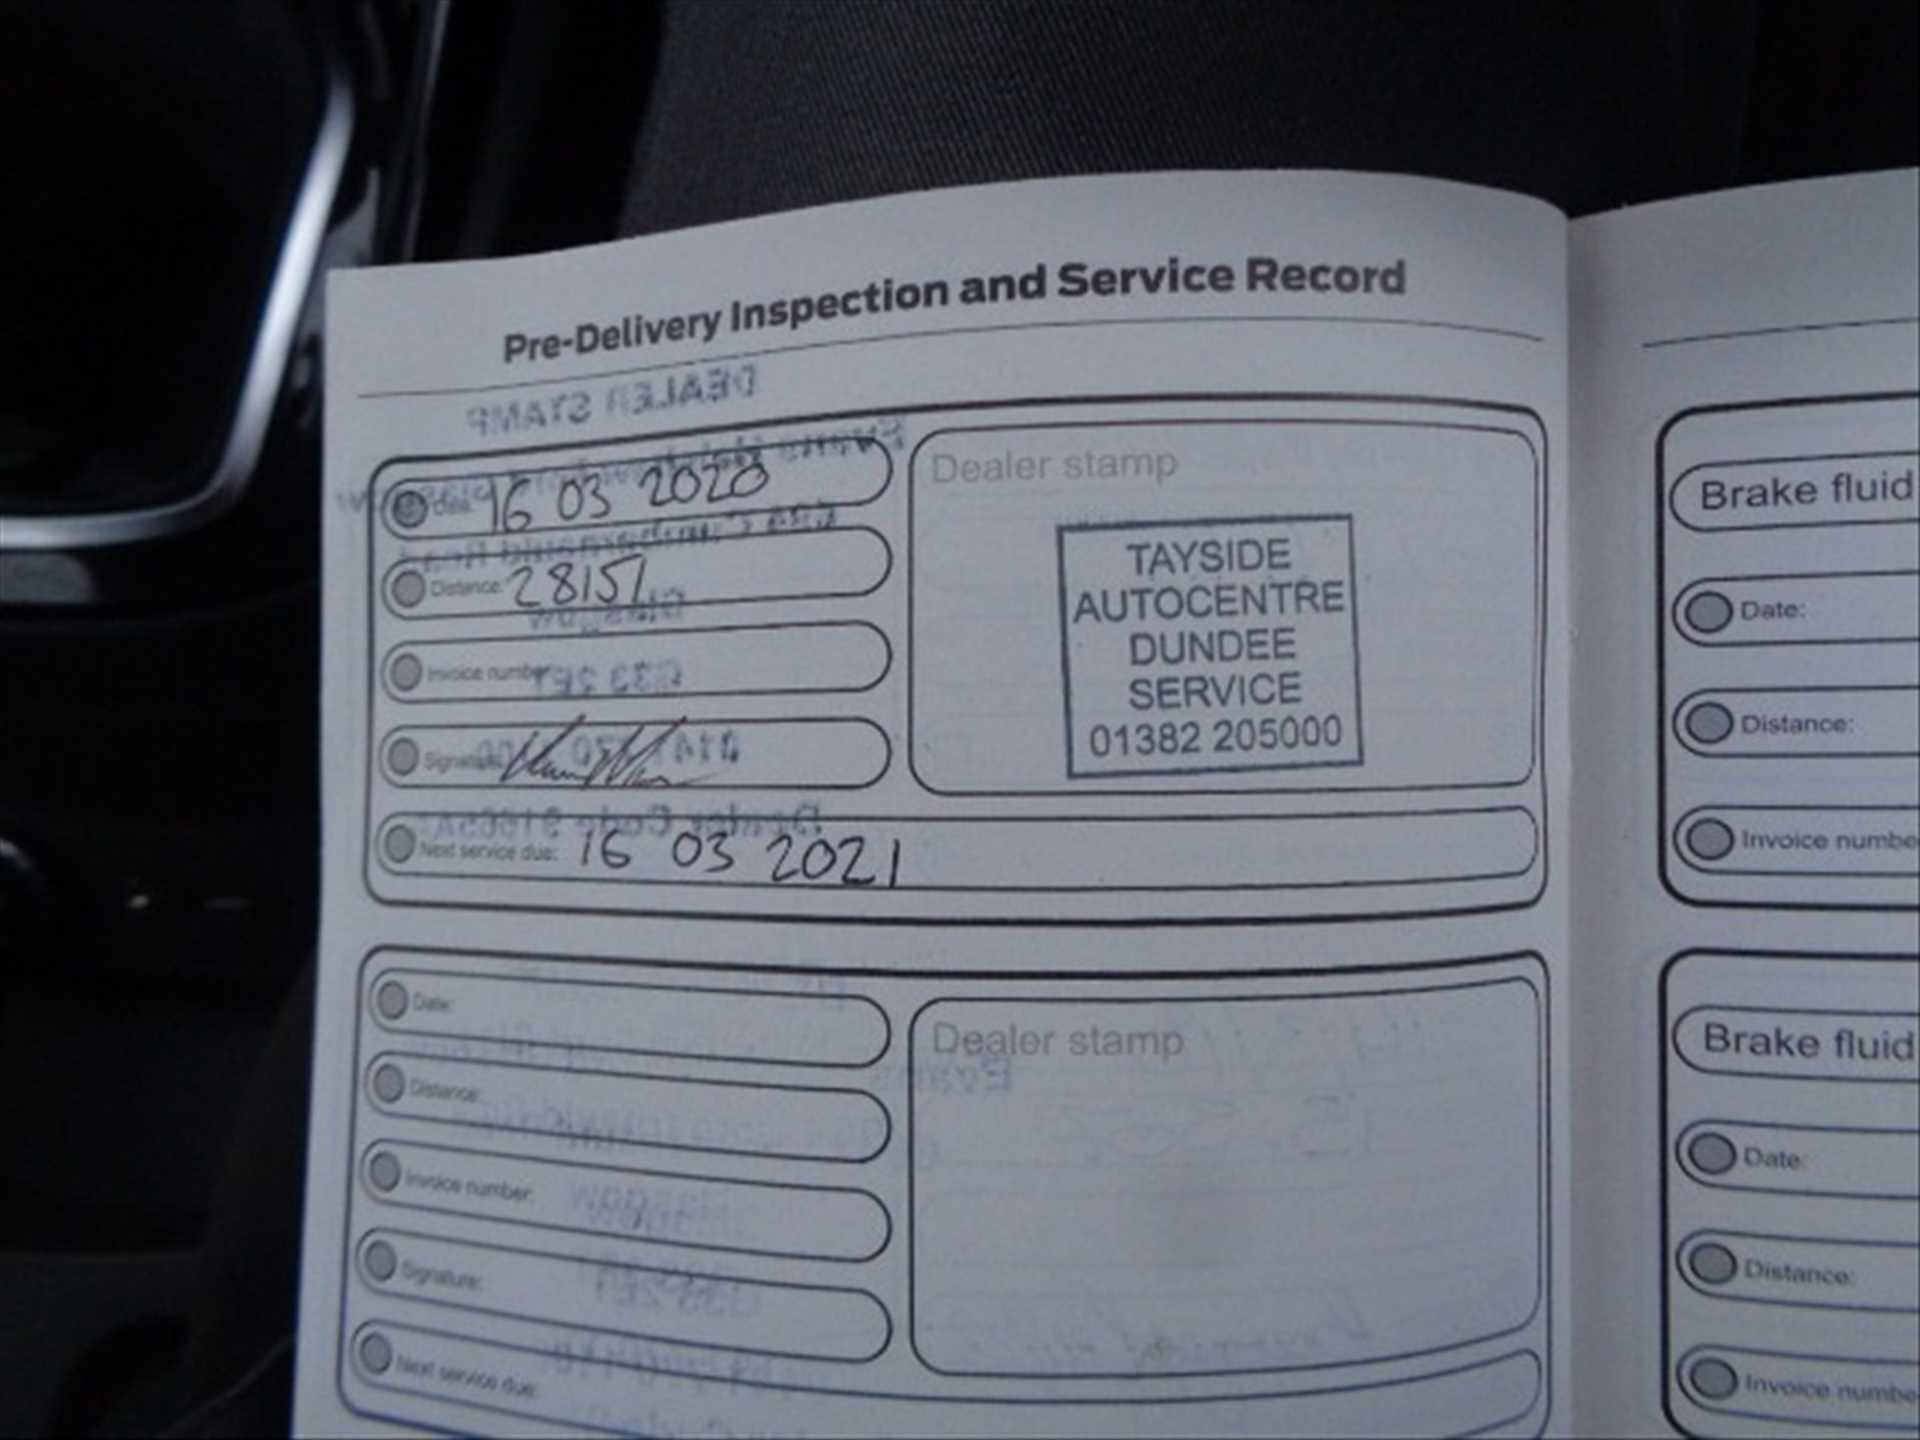 Pre-Delivery Inspection and Service Record
Date: 16 03 2020
Distance: 28151
Invoice number:
Signature:
Next service due: 16 03 2021
Dealer stamp
TAYSIDE
AUTOCENTRE
DUNDEE
SERVICE
01382 205000
Date:
Distance:
Invoice number:
Signature:
Next service due:
Dealer stamp
Brake fluid
Date:
Distance:
Invoice numbe
Brake fluid
Date:
Distance:
Invoice numbe